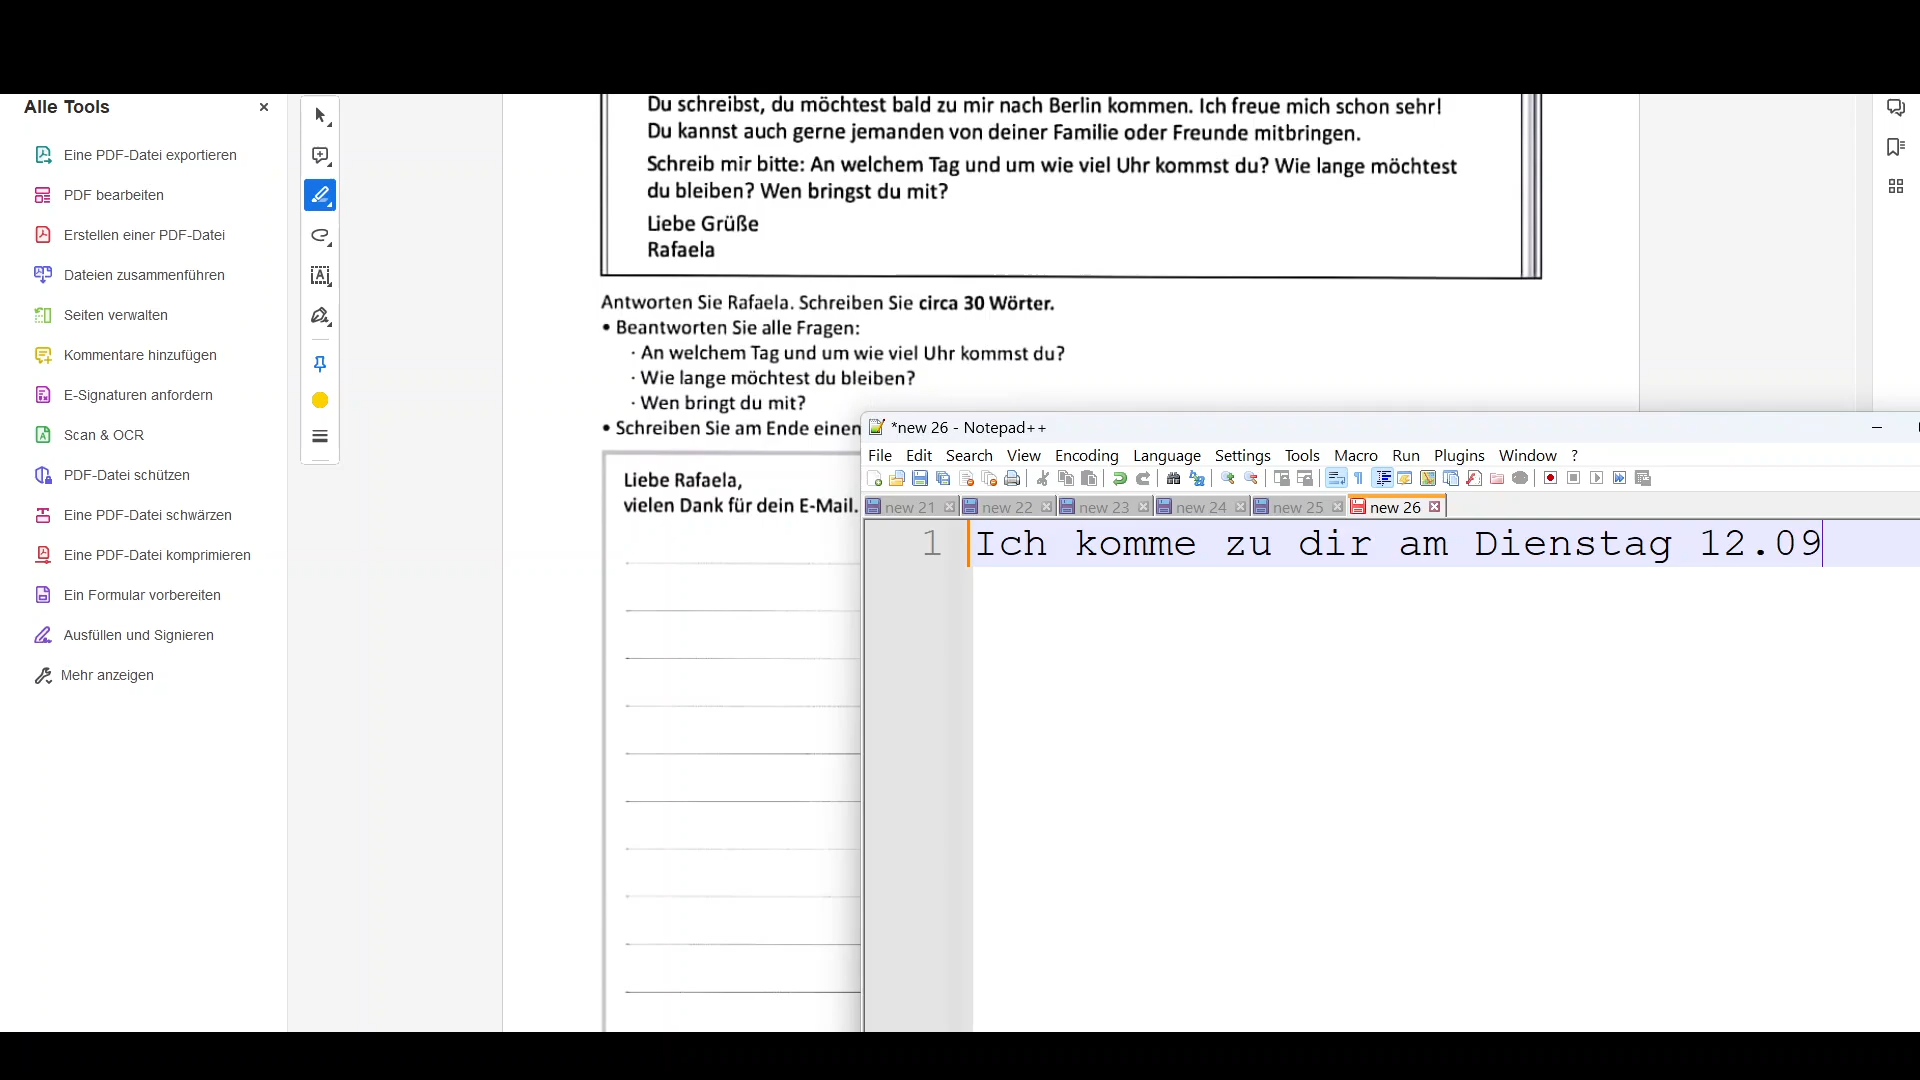 Alle Tools
Eine PDF-Datei exportieren
PDF bearbeiten
Erstellen einer PDF-Datei
Dateien zusammenführen
Seiten verwalten
Kommentare hinzufügen
E-Signaturen anfordern
Scan & OCR
PDF-Datei schützen
Eine PDF-Datei schwärzen
Eine PDF-Datei komprimieren
Ein Formular vorbereiten
Ausfüllen und Signieren
Mehr anzeigen
Du schreibst, du möchtest bald zu mir nach Berlin kommen. Ich freue mich schon sehr!
Du kannst auch gerne jemanden von deiner Familie oder Freunde mitbringen.
Schreib mir bitte: An welchem Tag und um wie viel Uhr kommst du? Wie lange möchtest
du bleiben? Wen bringst du mit?
Liebe Grüße
Rafaela
Antworten Sie Rafaela. Schreiben Sie circa 30 Wörter.
• Beantworten Sie alle Fragen:
· An welchem Tag und um wie viel Uhr kommst du?
· Wie lange möchtest du bleiben?
· Wen bringt du mit?
• Schreiben Sie am Ende einen
Liebe Rafaela,
vielen Dank für dein E-Mail.
*new 26 - Notepad++
File Edit Search View Encoding Language Settings Tools Macro Run Plugins Window ?
new 21 new 22 new 23 new 24 new 25 new 26
1 Ich komme zu dir am Dienstag 12.09